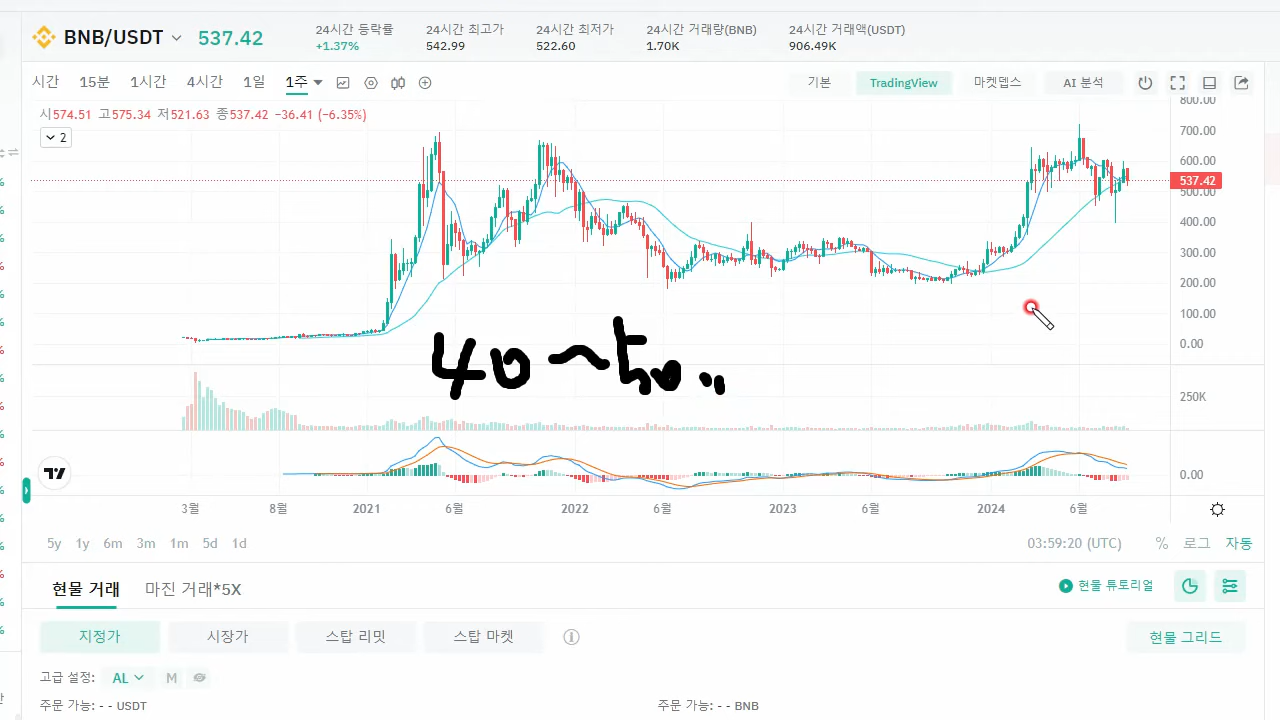 BNB/USDT 537.42
24시간 등락률 24시간 최고가 24시간 최저가 24시간 거래량(BNB) 24시간 거래액(USDT)
+1.37% 542.99 522.60 1.70K 906.49K
시간 15분 1시간 4시간 1일 1주 기본 TradingView 마켓뎁스 AI 분석
시574.51 고575.34 저521.63 종537.42 −36.41 (−6.35%)
2
800.00
700.00
600.00
537.42
500.00
400.00
300.00
200.00
100.00
0.00
40~50..
250K
0.00
3월 8월 2021 6월 2022 6월 2023 6월 2024 6월
5y 1y 6m 3m 1m 5d 1d 03:59:20 (UTC) % 로그 자동
현물 거래 마진 거래*5X 현물 튜토리얼
지정가 시장가 스탑 리밋 스탑 마켓 현물 그리드
고급 설정: AL M
주문 가능: - - USDT 주문 가능: - - BNB